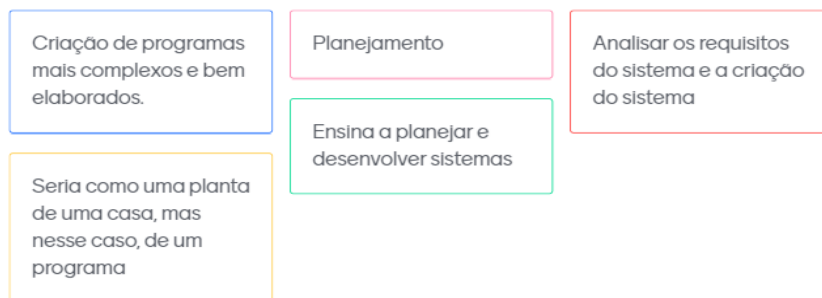 Criação de programas
mais complexos e bem
elaborados.
Seria como uma planta
de uma casa, mas
nesse caso, de um
programa
Planejamento
Ensina a planejar e
desenvolver sistemas
Analisar os requisitos
do sistema e a criação
do sistema